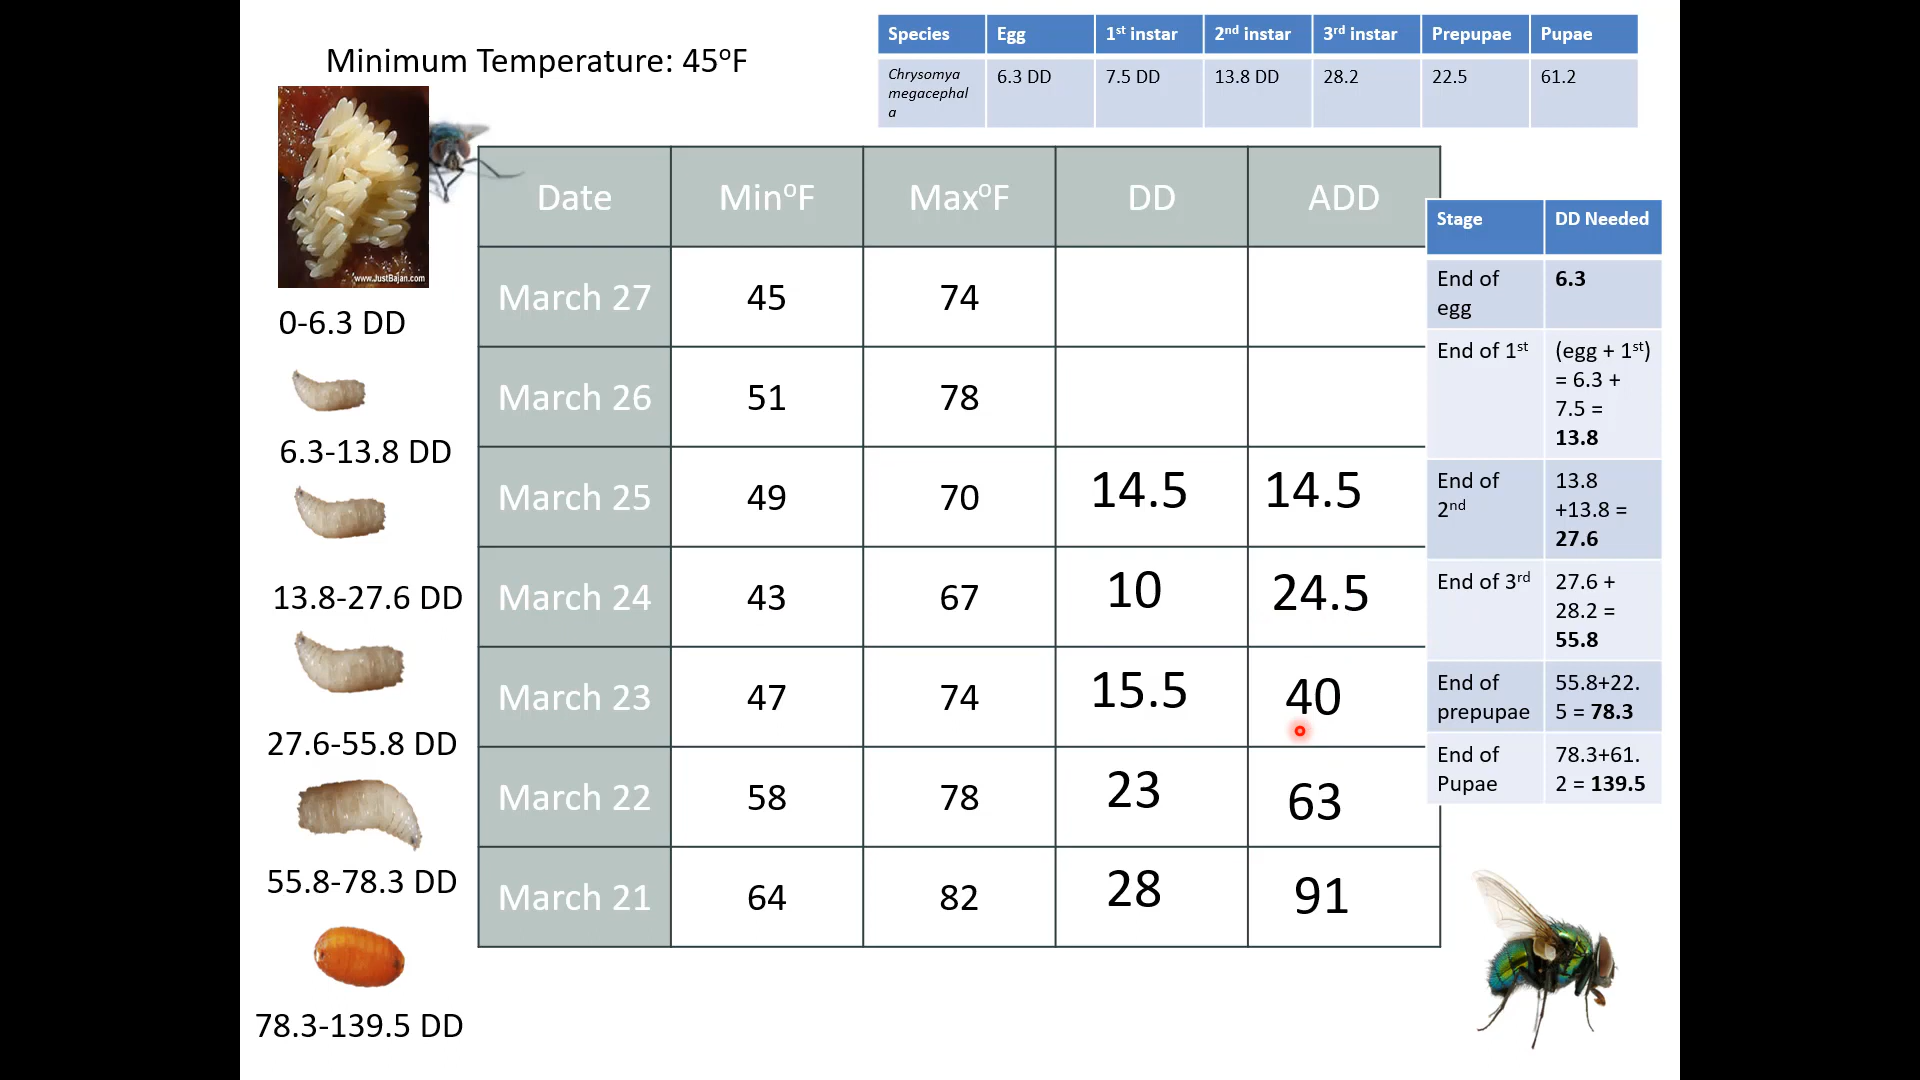 Minimum Temperature: 45ºF
Species Egg 1st instar 2nd instar 3rd instar Prepupae Pupae
Chrysomya 6.3 DD 7.5 DD 13.8 DD 28.2 22.5 61.2
megacephal
a
www.JustBajan.com
0-6.3 DD
6.3-13.8 DD
13.8-27.6 DD
27.6-55.8 DD
55.8-78.3 DD
78.3-139.5 DD
Date MinºF MaxºF DD ADD
March 27 45 74
March 26 51 78
March 25 49 70 14.5 14.5
March 24 43 67 10 24.5
March 23 47 74 15.5 40
March 22 58 78 23 63
March 21 64 82 28 91
Stage DD Needed
End of 6.3
egg
End of 1st (egg + 1st)
= 6.3 +
7.5 =
13.8
End of 13.8
2nd +13.8 =
27.6
End of 3rd 27.6 +
28.2 =
55.8
End of 55.8+22.
prepupae 5 = 78.3
End of 78.3+61.
Pupae 2 = 139.5